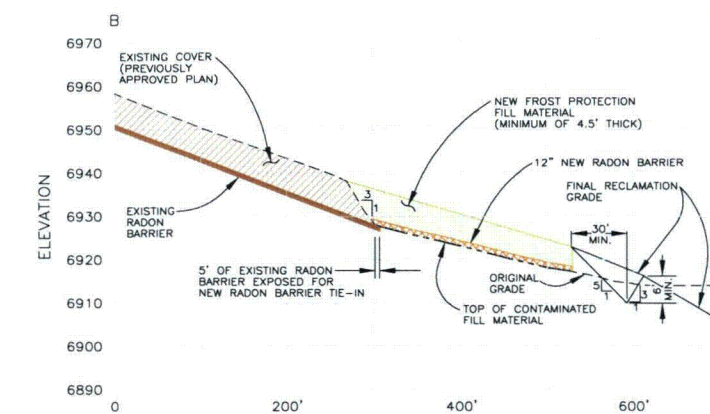 B
6970
6960
6950
6940
6930
6920
6910
6900
6890
ELEVATION
EXISTING COVER
(PREVIOUSLY
APPROVED PLAN)
NEW FROST PROTECTION
FILL MATERIAL
(MINIMUM OF 4.5' THICK)
12" NEW RADON BARRIER
FINAL RECLAMATION
GRADE
EXISTING
RADON
BARRIER
3
1
30'
MIN.
5' OF EXISTING RADON
BARRIER EXPOSED FOR
NEW RADON BARRIER TIE-IN
ORIGINAL
GRADE
TOP OF CONTAMINATED
FILL MATERIAL
5
1
3
1
6'
MIN.
0
200'
400'
600'